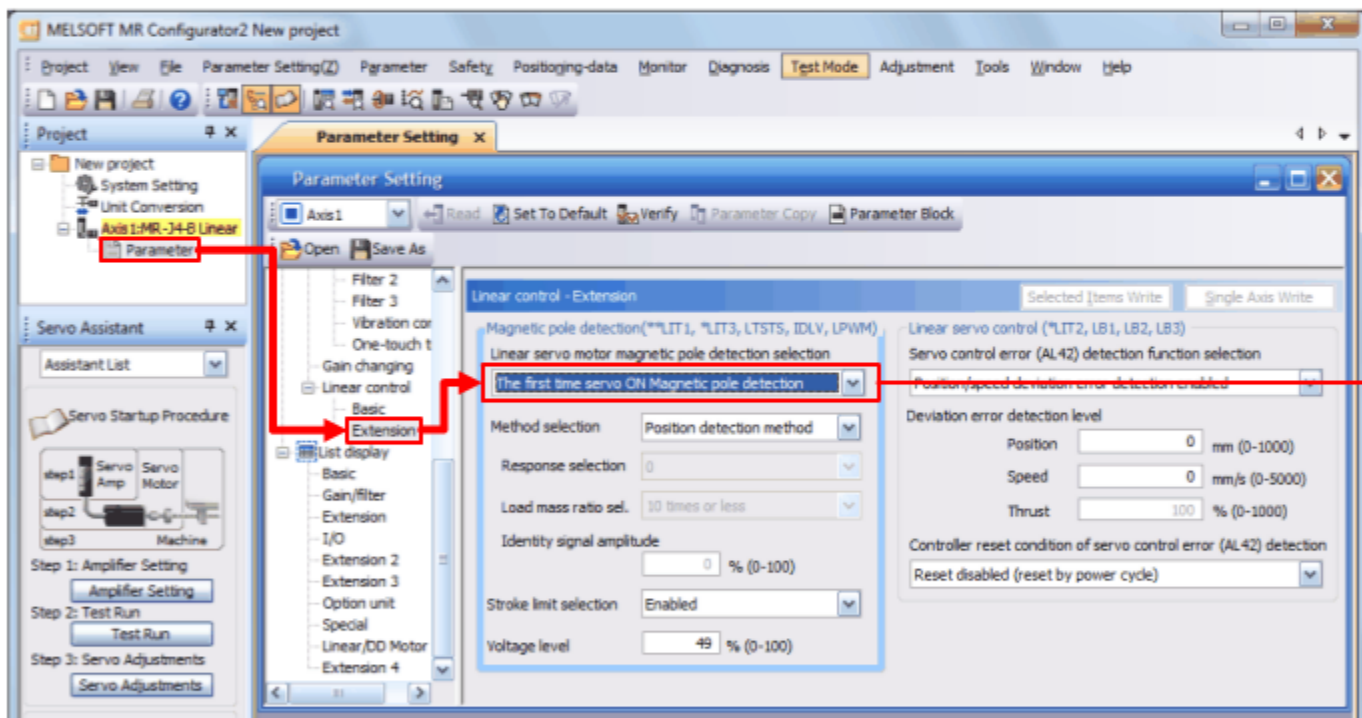 MELSOFT MR Configurator2 New project
Project View File Parameter Setting(Z) Parameter Safety Positioning-data Monitor Diagnosis Test Mode Adjustment Tools Window Help
Project
New project
System Setting
Unit Conversion
Axis1:MR-J4-B Linear
Parameter
Servo Assistant
Assistant List
Servo Startup Procedure
step1 Servo Amp Servo Motor
step2
step3 Machine
Step 1: Amplifier Setting
Amplifier Setting
Step 2: Test Run
Test Run
Step 3: Servo Adjustments
Servo Adjustments
Parameter Setting
Parameter Setting
Axis1 Read Set To Default Verify Parameter Copy Parameter Block
Open Save As
Filter 2
Filter 3
Vibration cor
One-touch t
Gain changing
Linear control
Basic
Extension
List display
Basic
Gain/filter
Extension
I/O
Extension 2
Extension 3
Option unit
Special
Linear/DD Motor
Extension 4
Linear control - Extension Selected Items Write Single Axis Write
Magnetic pole detection(**LIT1, *LIT3, LTSTS, IDLV, LPWM)
Linear servo motor magnetic pole detection selection
The first time servo ON Magnetic pole detection
Method selection Position detection method
Response selection 0
Load mass ratio sel. 10 times or less
Identity signal amplitude
0 % (0-100)
Stroke limit selection Enabled
Voltage level 49 % (0-100)
Linear servo control (*LIT2, LB1, LB2, LB3)
Servo control error (AL42) detection function selection
Position/speed deviation error detection enabled
Deviation error detection level
Position 0 mm (0-1000)
Speed 0 mm/s (0-5000)
Thrust 100 % (0-1000)
Controller reset condition of servo control error (AL42) detection
Reset disabled (reset by power cycle)